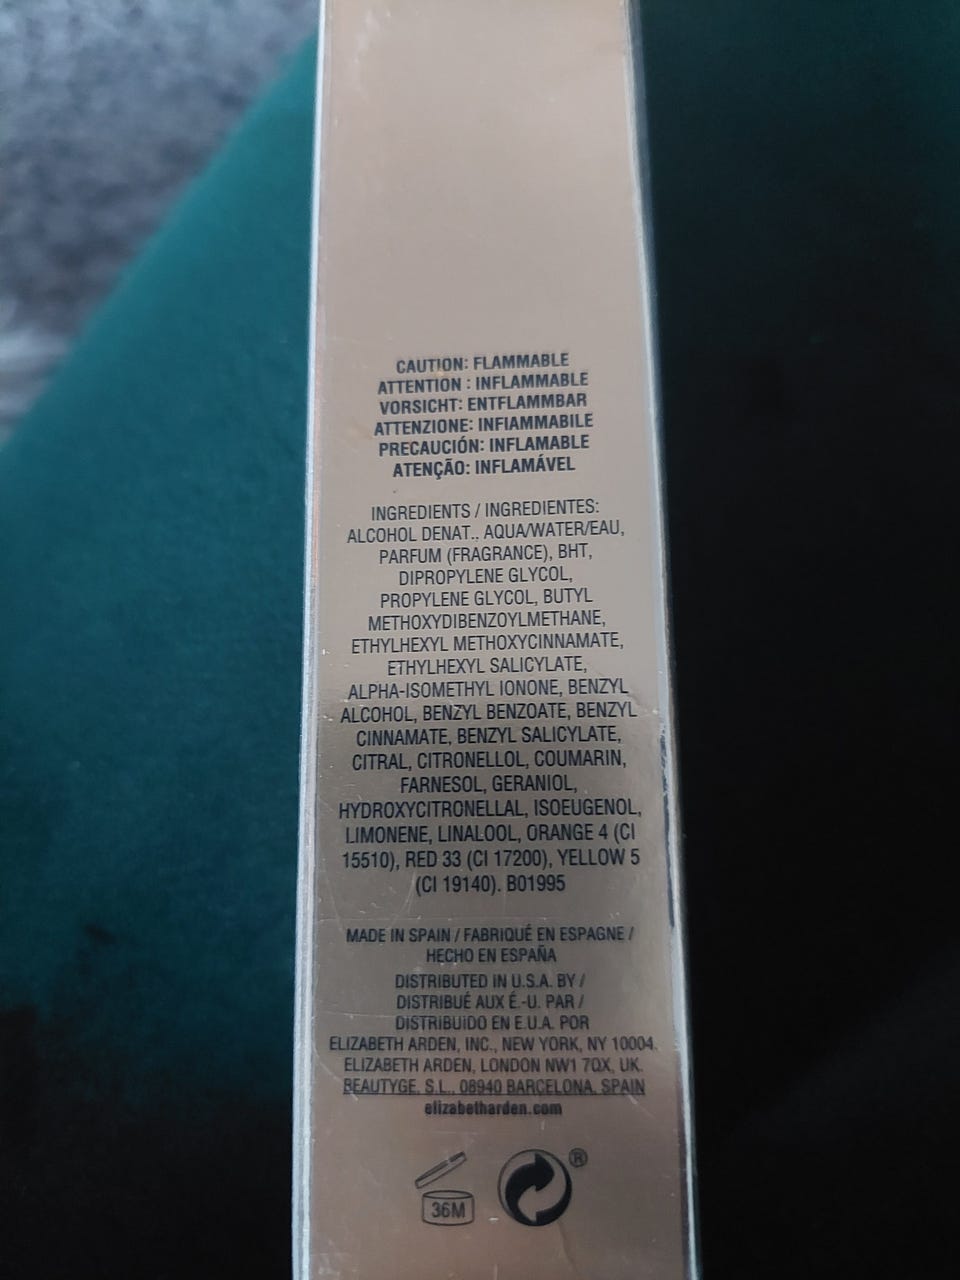 CAUTION: FLAMMABLE
ATTENTION : INFLAMMABLE
VORSICHT: ENTFLAMMBAR
ATTENZIONE: INFIAMMABILE
PRECAUCIÓN: INFLAMABLE
ATENÇÃO: INFLAMÁVEL
INGREDIENTS / INGREDIENTES:
ALCOHOL DENAT., AQUA/WATER/EAU,
PARFUM (FRAGRANCE), BHT,
DIPROPYLENE GLYCOL,
PROPYLENE GLYCOL, BUTYL
METHOXYDIBENZOYLMETHANE,
ETHYLHEXYL METHOXYCINNAMATE,
ETHYLHEXYL SALICYLATE,
ALPHA-ISOMETHYL IONONE, BENZYL
ALCOHOL, BENZYL BENZOATE, BENZYL
CINNAMATE, BENZYL SALICYLATE,
CITRAL, CITRONELLOL, COUMARIN,
FARNESOL, GERANIOL,
HYDROXYCITRONELLAL, ISOEUGENOL,
LIMONENE, LINALOOL, ORANGE 4 (CI
15510), RED 33 (CI 17200), YELLOW 5
(CI 19140). B01995
MADE IN SPAIN / FABRIQUÉ EN ESPAGNE /
HECHO EN ESPAÑA
DISTRIBUTED IN U.S.A. BY /
DISTRIBUÉ AUX É.-U. PAR /
DISTRIBUIDO EN E.U.A. POR
ELIZABETH ARDEN, INC., NEW YORK, NY 10004.
ELIZABETH ARDEN, LONDON NW1 7QX, UK.
BEAUTYGE, S.L., 08940 BARCELONA, SPAIN
elizabetharden.com
36M
®